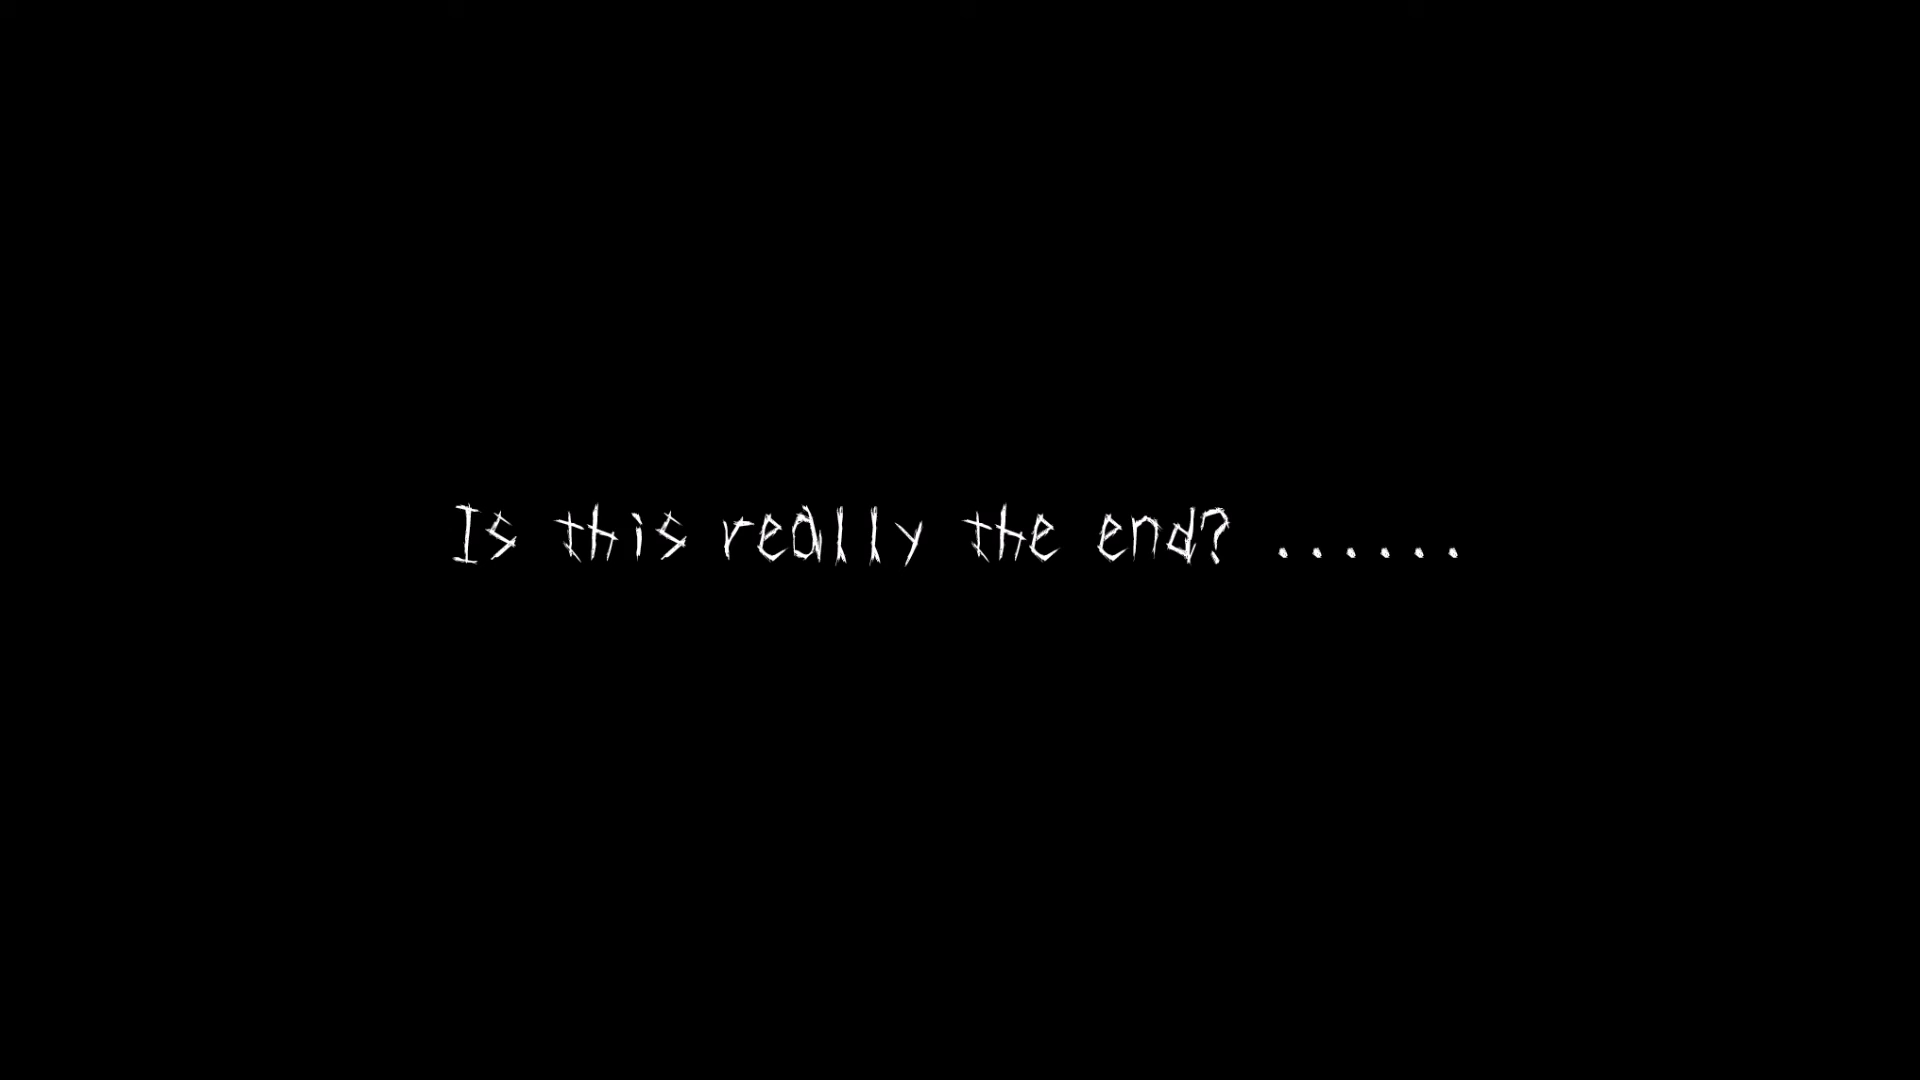 Is this really the end? ......